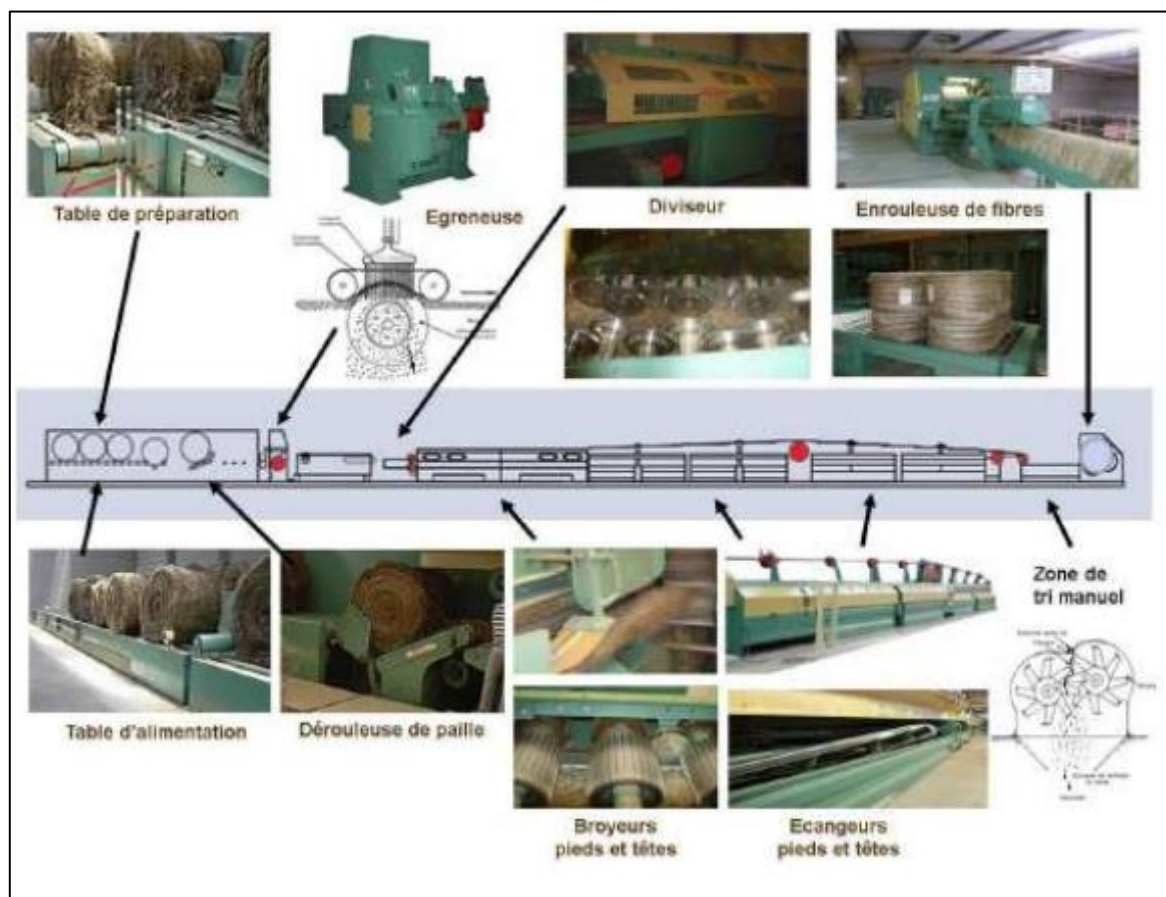 Table de préparation
Egreneuse
Diviseur
Enrouleuse de fibres
Table d'alimentation
Dérouleuse de paille
Broyeurs
pieds et têtes
Ecangeurs
pieds et têtes
Zone de
tri manuel